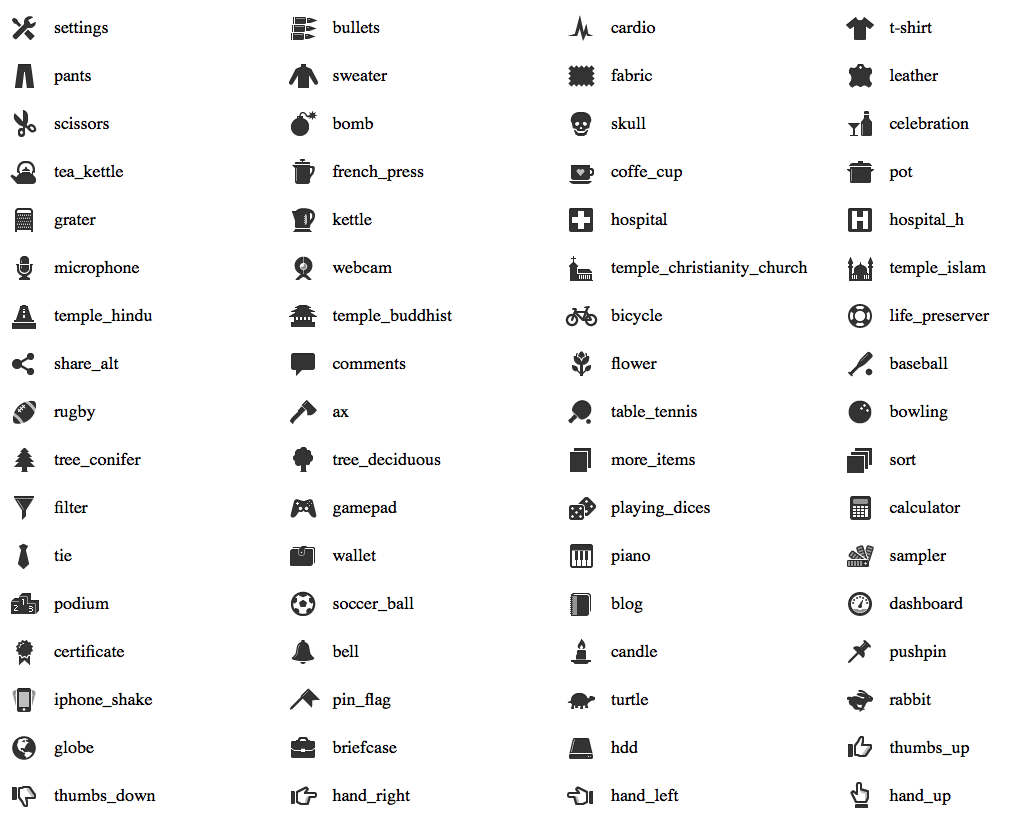 settings bullets cardio t-shirt
pants sweater fabric leather
scissors bomb skull celebration
tea_kettle french_press coffe_cup pot
grater kettle hospital hospital_h
microphone webcam temple_christianity_church temple_islam
temple_hindu temple_buddhist bicycle life_preserver
share_alt comments flower baseball
rugby ax table_tennis bowling
tree_conifer tree_deciduous more_items sort
filter gamepad playing_dices calculator
tie wallet piano sampler
podium soccer_ball blog dashboard
certificate bell candle pushpin
iphone_shake pin_flag turtle rabbit
globe briefcase hdd thumbs_up
thumbs_down hand_right hand_left hand_up